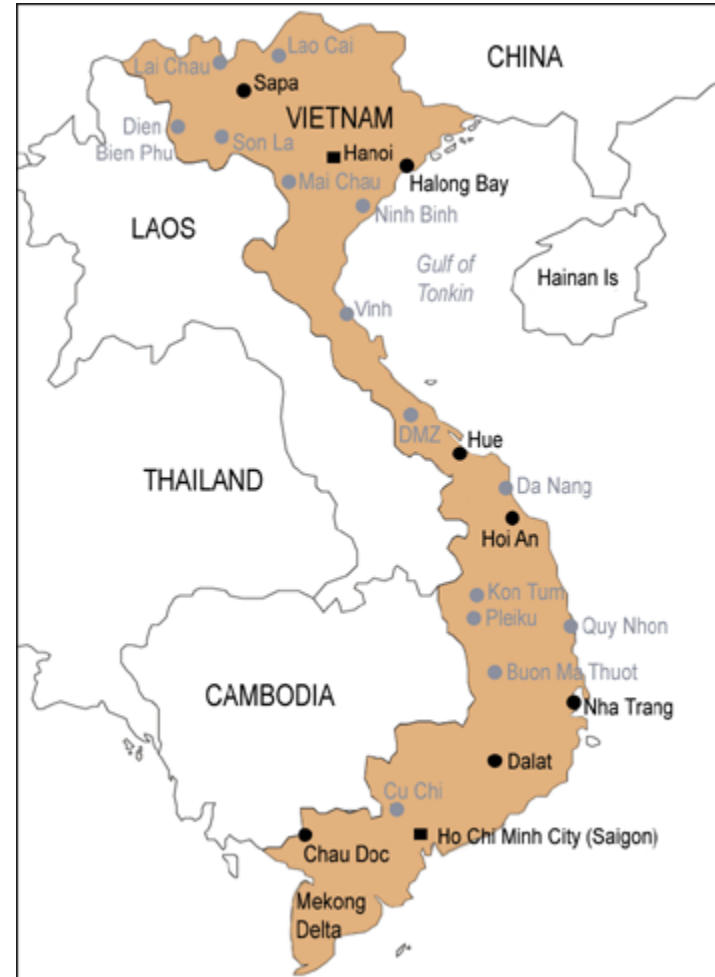 Lao Cai
CHINA
Lai Chau
Sapa
VIETNAM
Dien
Bien Phu
Son La
Hanoi
Mai Chau
Halong Bay
Ninh Binh
LAOS
Gulf of
Tonkin
Hainan Is
Vinh
DMZ
Hue
THAILAND
Da Nang
Hoi An
Kon Tum
Pleiku
Quy Nhon
Buon Ma Thuot
CAMBODIA
Nha Trang
Dalat
Cu Chi
Ho Chi Minh City (Saigon)
Chau Doc
Mekong
Delta